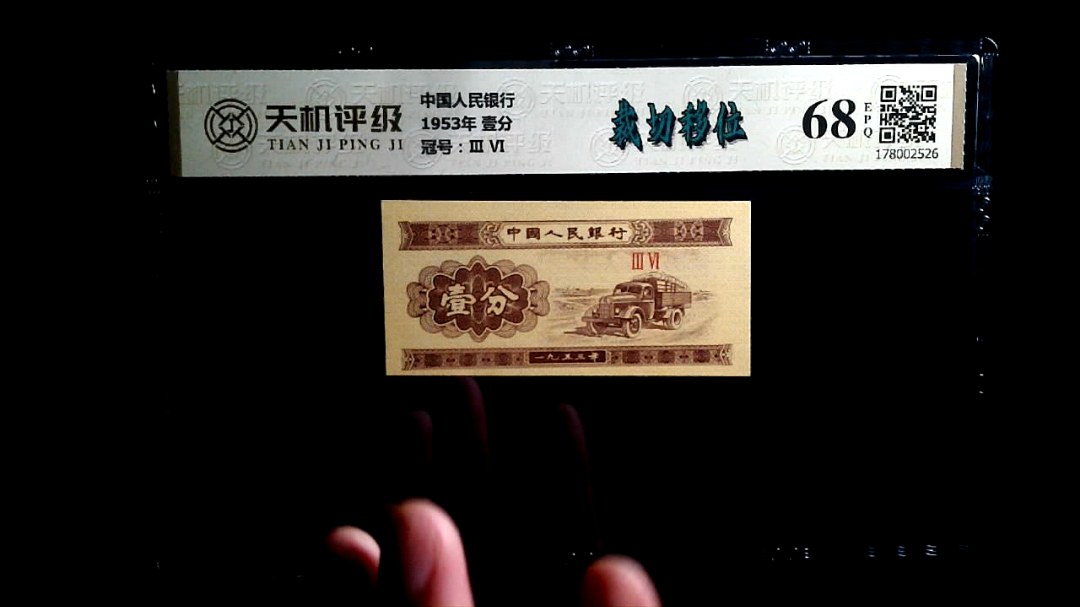 天机评级
TIAN JI PING JI
中国人民银行
1953年 壹分
冠号：Ⅲ Ⅵ
裁切移位
68
EPQ
178002526
中國人民銀行
Ⅲ Ⅵ
壹分
一九五三年